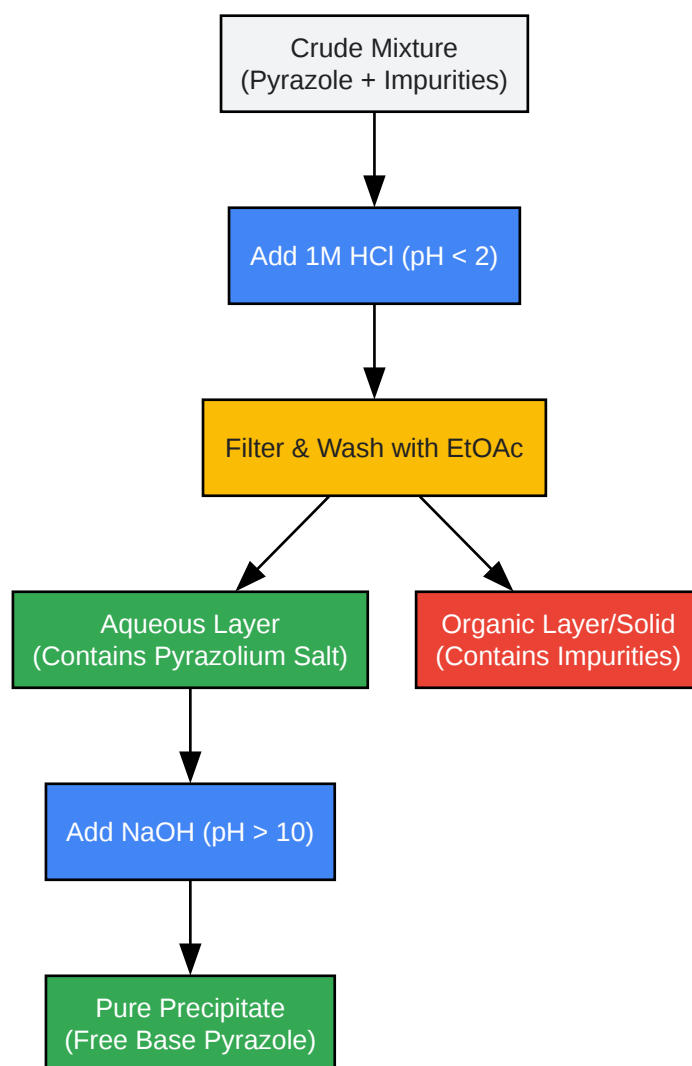 Crude Mixture
(Pyrazole + Impurities)
Add 1M HCl (pH < 2)
Filter & Wash with EtOAc
Aqueous Layer
(Contains Pyrazolium Salt)
Organic Layer/Solid
(Contains Impurities)
Add NaOH (pH > 10)
Pure Precipitate
(Free Base Pyrazole)